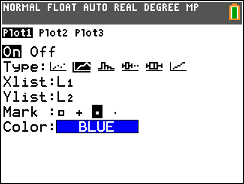 NORMAL FLOAT AUTO REAL DEGREE MP
Plot1 Plot2 Plot3
On Off
Type:
Xlist:L₁
Ylist:L₂
Mark :
Color: BLUE